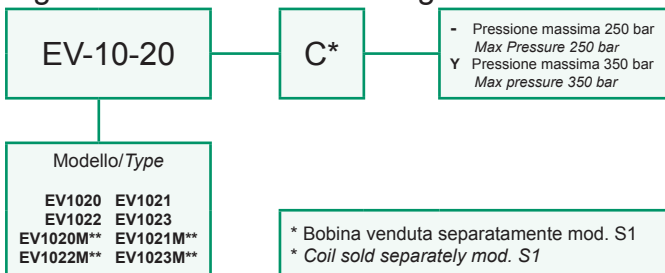 EV-10-20
C*
- Pressione massima 250 bar
Max Pressure 250 bar
Y Pressione massima 350 bar
Max pressure 350 bar
Modello/Type
EV1020 EV1021
EV1022 EV1023
EV1020M** EV1021M**
EV1022M** EV1023M**
* Bobina venduta separatamente mod. S1
* Coil sold separately mod. S1